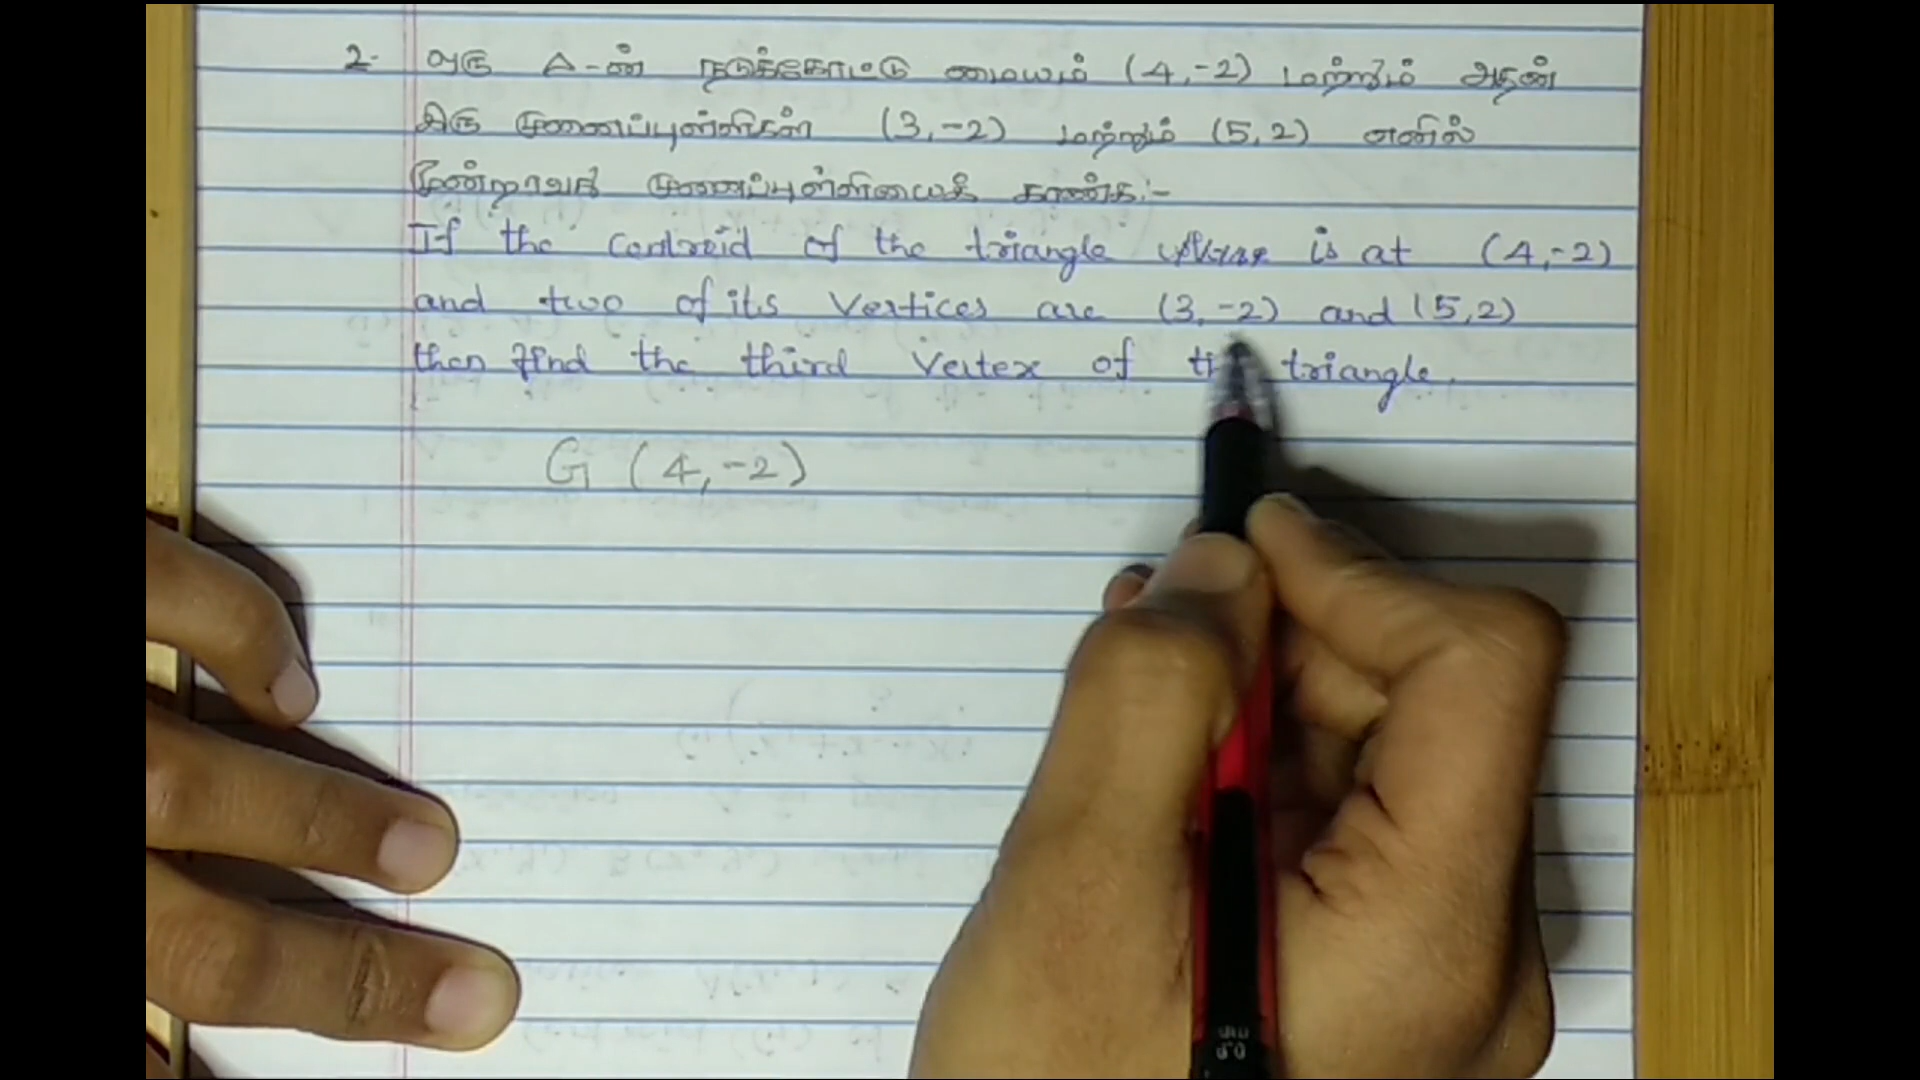 2. ஒரு △-ன் நடுக்கோட்டு மையம் (4,-2) மற்றும் அதன்
இரு முனைப்புள்ளிகள் (3,-2) மற்றும் (5,2) எனில்
மூன்றாவது முனைப்புள்ளியைக் காண்க:-
If the centroid of the triangle is at (4,-2)
and two of its vertices are (3,-2) and (5,2)
then find the third vertex of triangle.
G (4,-2)